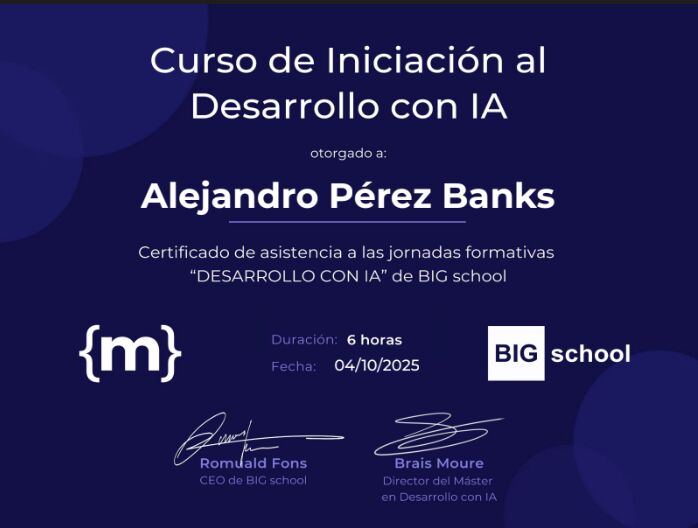 Curso de Iniciación al
Desarrollo con IA
otorgado a:
Alejandro Pérez Banks
Certificado de asistencia a las jornadas formativas
“DESARROLLO CON IA” de BIG school
{m}
Duración: 6 horas
Fecha: 04/10/2025
BIG school
Romuald Fons
CEO de BIG school
Brais Moure
Director del Máster
en Desarrollo con IA